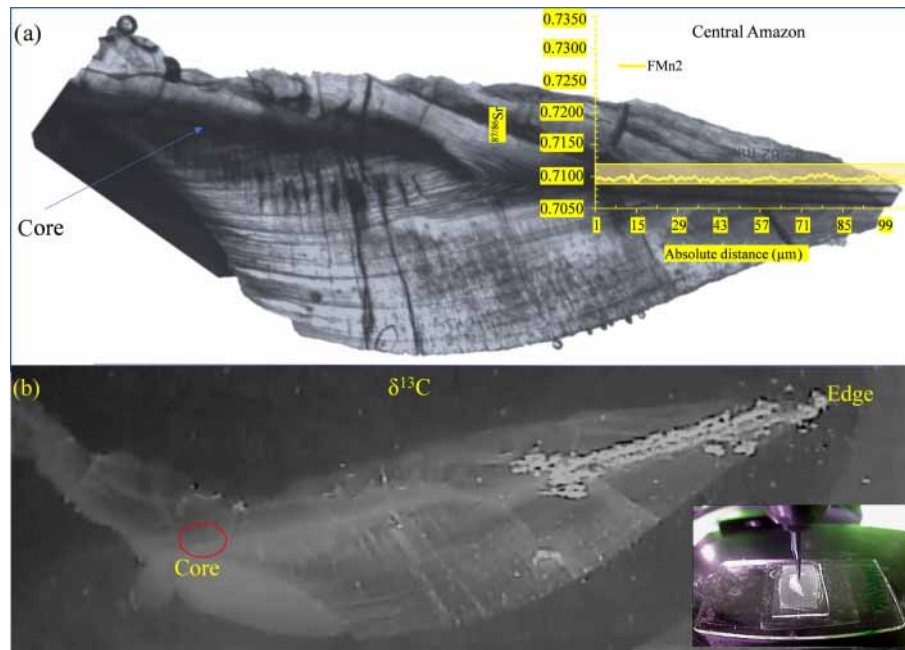 (a)
Central Amazon
FMn2
Core
87/86Sr
0.7350
0.7300
0.7250
0.7200
0.7150
0.7100
0.7050
1 15 29 43 57 71 85 99
Absolute distance (µm)
(b)
δ13C
Edge
Core